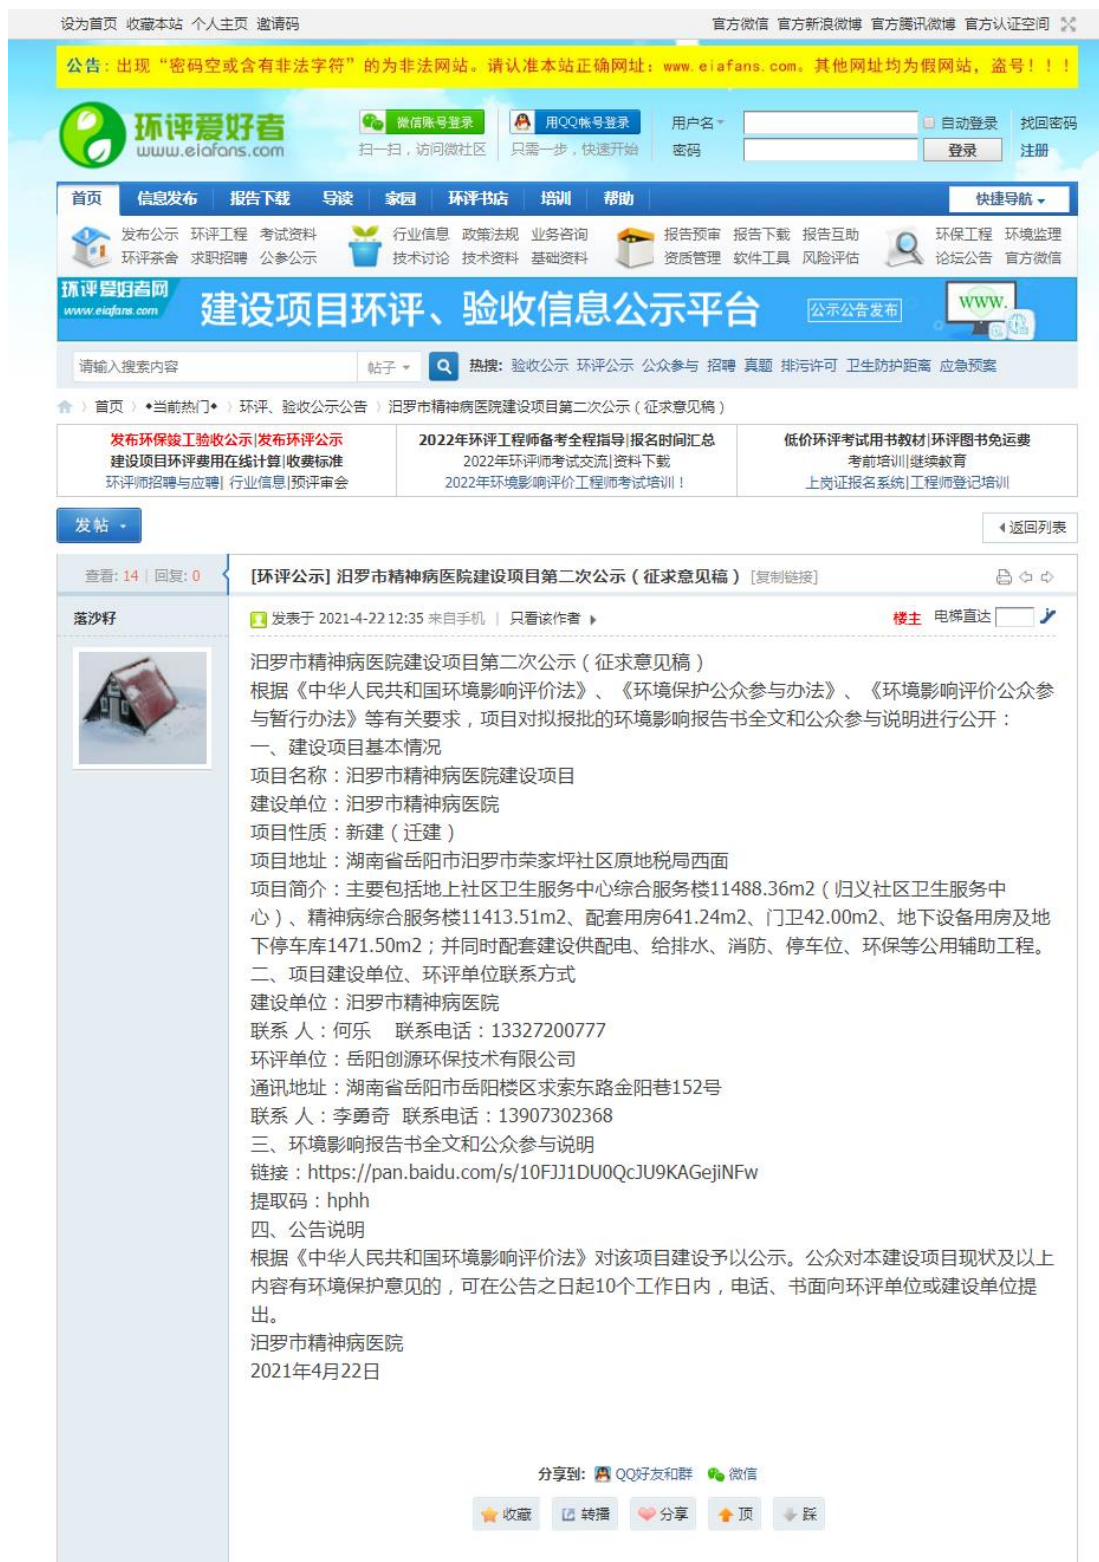 设为首页 收藏本站 个人主页 邀请码 官方微信 官方新浪微博 官方腾讯微博 官方认证空间
公告：出现“密码空或含有非法字符”的为非法网站。请认准本站正确网址：www.eiafans.com。其他网址均为假网站，盗号！！！
环评爱好者 微信账号登录 用QQ帐号登录 用户名 自动登录 找回密码
www.eiafans.com 扫一扫，访问微社区 只需一步，快速开始 密码 登录 注册
首页 信息发布 报告下载 导读 家园 环评书店 培训 帮助 快捷导航
发布公示 环评工程 考试资料 行业信息 政策法规 业务咨询 报告预审 报告下载 报告互助 环保工程 环境监理
环评茶舍 求职招聘 公参公示 技术讨论 技术资料 基础资料 资质管理 软件工具 风险评估 论坛公告 官方微信
环评爱好者网
www.eiafans.com 建设项目环评、验收信息公示平台 公示公告发布 WWW.
请输入搜索内容 帖子 热搜: 验收公示 环评公示 公众参与 招聘 真题 排污许可 卫生防护距离 应急预案
首页 ◆当前热门◆ 环评、验收公示公告 汨罗市精神病医院建设项目第二次公示（征求意见稿）
发布环保竣工验收公示|发布环评公示 2022年环评工程师备考全程指导|报名时间汇总 低价环评考试用书教材|环评图书免运费
建设项目环评费用在线计算|收费标准 2022年环评师考试交流|资料下载 考前培训|继续教育
环评师招聘与应聘| 行业信息|预评审会 2022年环境影响评价工程师考试培训！ 上岗证报名系统|工程师登记培训
发帖 返回列表
查看: 14 | 回复: 0 [环评公示] 汨罗市精神病医院建设项目第二次公示（征求意见稿） [复制链接]
落沙籽 发表于 2021-4-22 12:35 来自手机 | 只看该作者 楼主 电梯直达
汨罗市精神病医院建设项目第二次公示（征求意见稿）
根据《中华人民共和国环境影响评价法》、《环境保护公众参与办法》、《环境影响评价公众参
与暂行办法》等有关要求，项目对拟报批的环境影响报告书全文和公众参与说明进行公开：
一、建设项目基本情况
项目名称：汨罗市精神病医院建设项目
建设单位：汨罗市精神病医院
项目性质：新建（迁建）
项目地址：湖南省岳阳市汨罗市荣家坪社区原地税局西面
项目简介：主要包括地上社区卫生服务中心综合服务楼11488.36m2（归义社区卫生服务中
心）、精神病综合服务楼11413.51m2、配套用房641.24m2、门卫42.00m2、地下设备用房及地
下停车库1471.50m2；并同时配套建设供配电、给排水、消防、停车位、环保等公用辅助工程。
二、项目建设单位、环评单位联系方式
建设单位：汨罗市精神病医院
联系 人：何乐 联系电话：13327200777
环评单位：岳阳创源环保技术有限公司
通讯地址：湖南省岳阳市岳阳楼区求索东路金阳巷152号
联系 人：李勇奇 联系电话：13907302368
三、环境影响报告书全文和公众参与说明
链接：https://pan.baidu.com/s/10FJJ1DU0QcJU9KAGejiNFw
提取码：hphh
四、公告说明
根据《中华人民共和国环境影响评价法》对该项目建设予以公示。公众对本建设项目现状及以上
内容有环境保护意见的，可在公告之日起10个工作日内，电话、书面向环评单位或建设单位提
出。
汨罗市精神病医院
2021年4月22日
分享到: QQ好友和群 微信
收藏 转播 分享 顶 踩